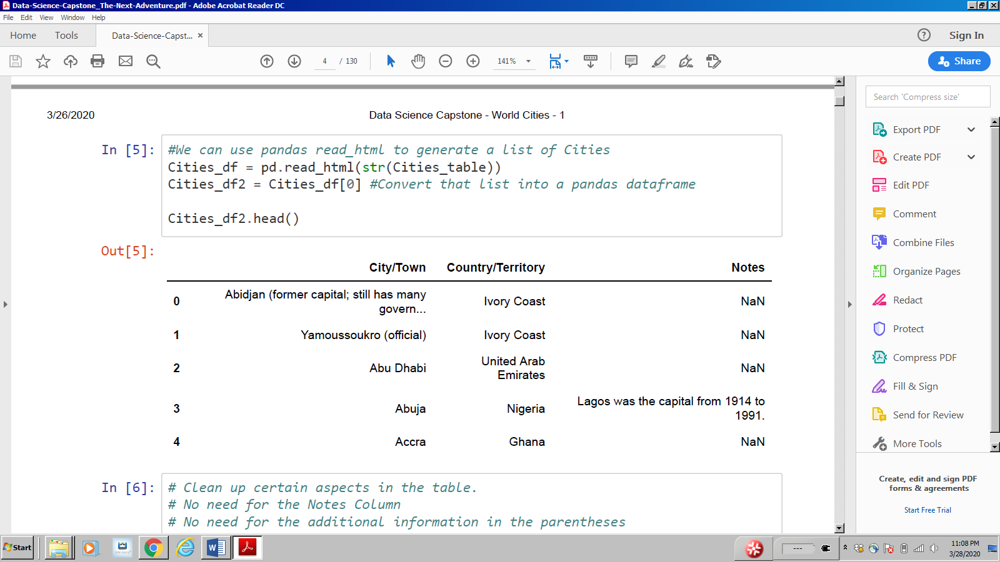 Data-Science-Capstone_The-Next-Adventure.pdf - Adobe Acrobat Reader DC
File Edit View Window Help
Home Tools Data-Science-Capst... × Sign In
4 / 130 141% Share
Search 'Compress size'
3/26/2020 Data Science Capstone - World Cities - 1
In [5]: #We can use pandas read_html to generate a list of Cities
Cities_df = pd.read_html(str(Cities_table))
Cities_df2 = Cities_df[0] #Convert that list into a pandas dataframe
Cities_df2.head()
Out[5]:
City/Town Country/Territory Notes
0 Abidjan (former capital; still has many
govern... Ivory Coast NaN
1 Yamoussoukro (official) Ivory Coast NaN
2 Abu Dhabi United Arab
Emirates NaN
3 Abuja Nigeria Lagos was the capital from 1914 to
1991.
4 Accra Ghana NaN
In [6]: # Clean up certain aspects in the table.
# No need for the Notes Column
# No need for the additional information in the parentheses
Export PDF
Create PDF
Edit PDF
Comment
Combine Files
Organize Pages
Redact
Protect
Compress PDF
Fill & Sign
Send for Review
More Tools
Create, edit and sign PDF
forms & agreements
Start Free Trial
Start
---
11:08 PM
3/28/2020